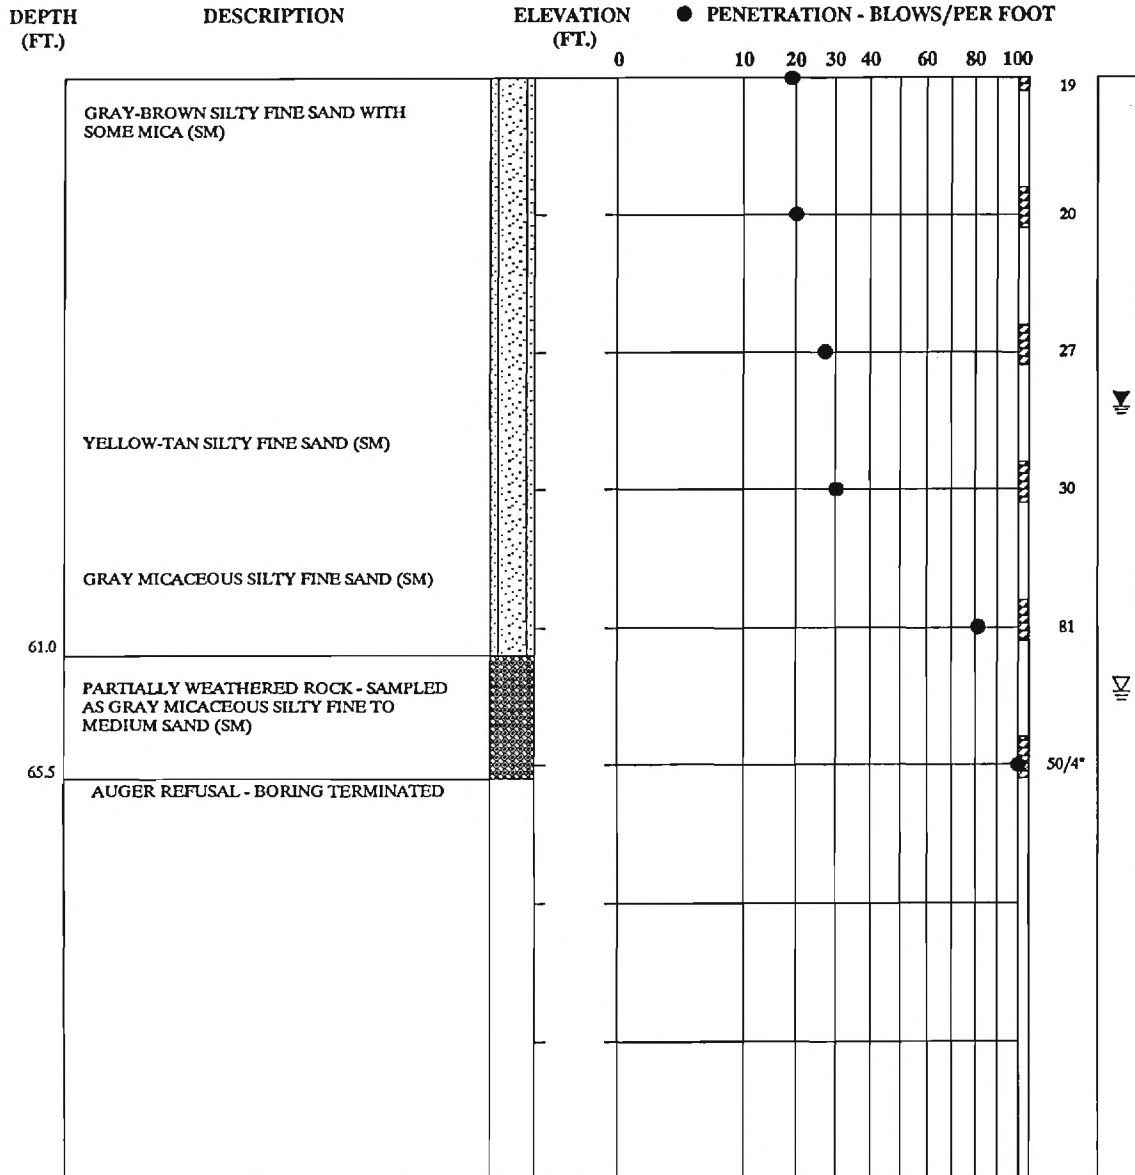 DEPTH DESCRIPTION ELEVATION ● PENETRATION - BLOWS/PER FOOT
(FT.) (FT.)
0 10 20 30 40 60 80 100
19
GRAY-BROWN SILTY FINE SAND WITH
SOME MICA (SM)
20
27
YELLOW-TAN SILTY FINE SAND (SM)
30
GRAY MICACEOUS SILTY FINE SAND (SM)
81
61.0
PARTIALLY WEATHERED ROCK - SAMPLED
AS GRAY MICACEOUS SILTY FINE TO
MEDIUM SAND (SM)
50/4"
65.5
AUGER REFUSAL - BORING TERMINATED